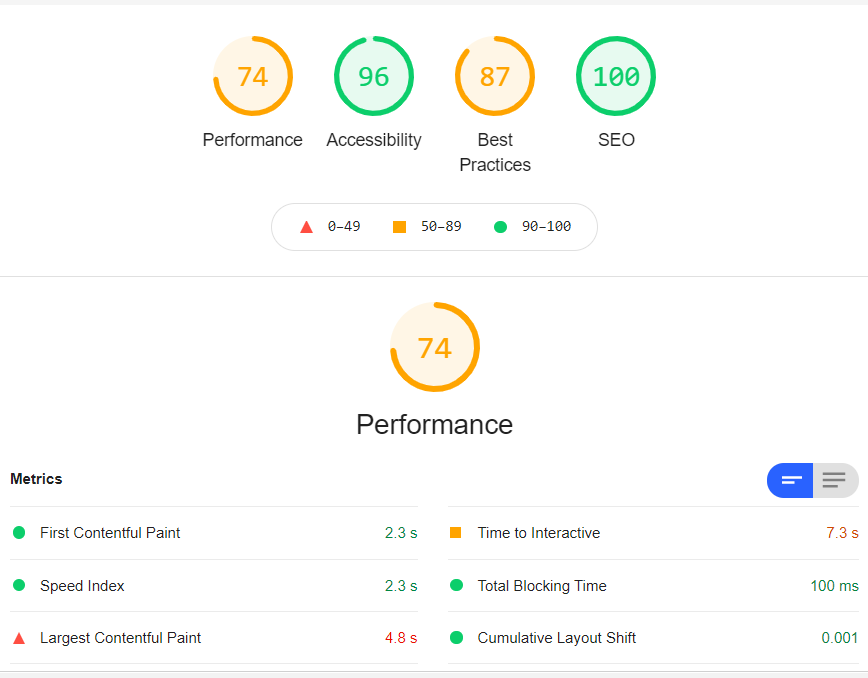 74
96
87
100
Performance
Accessibility
Best
Practices
SEO
0–49
50–89
90–100
74
Performance
Metrics
First Contentful Paint 2.3 s
Time to Interactive 7.3 s
Speed Index 2.3 s
Total Blocking Time 100 ms
Largest Contentful Paint 4.8 s
Cumulative Layout Shift 0.001